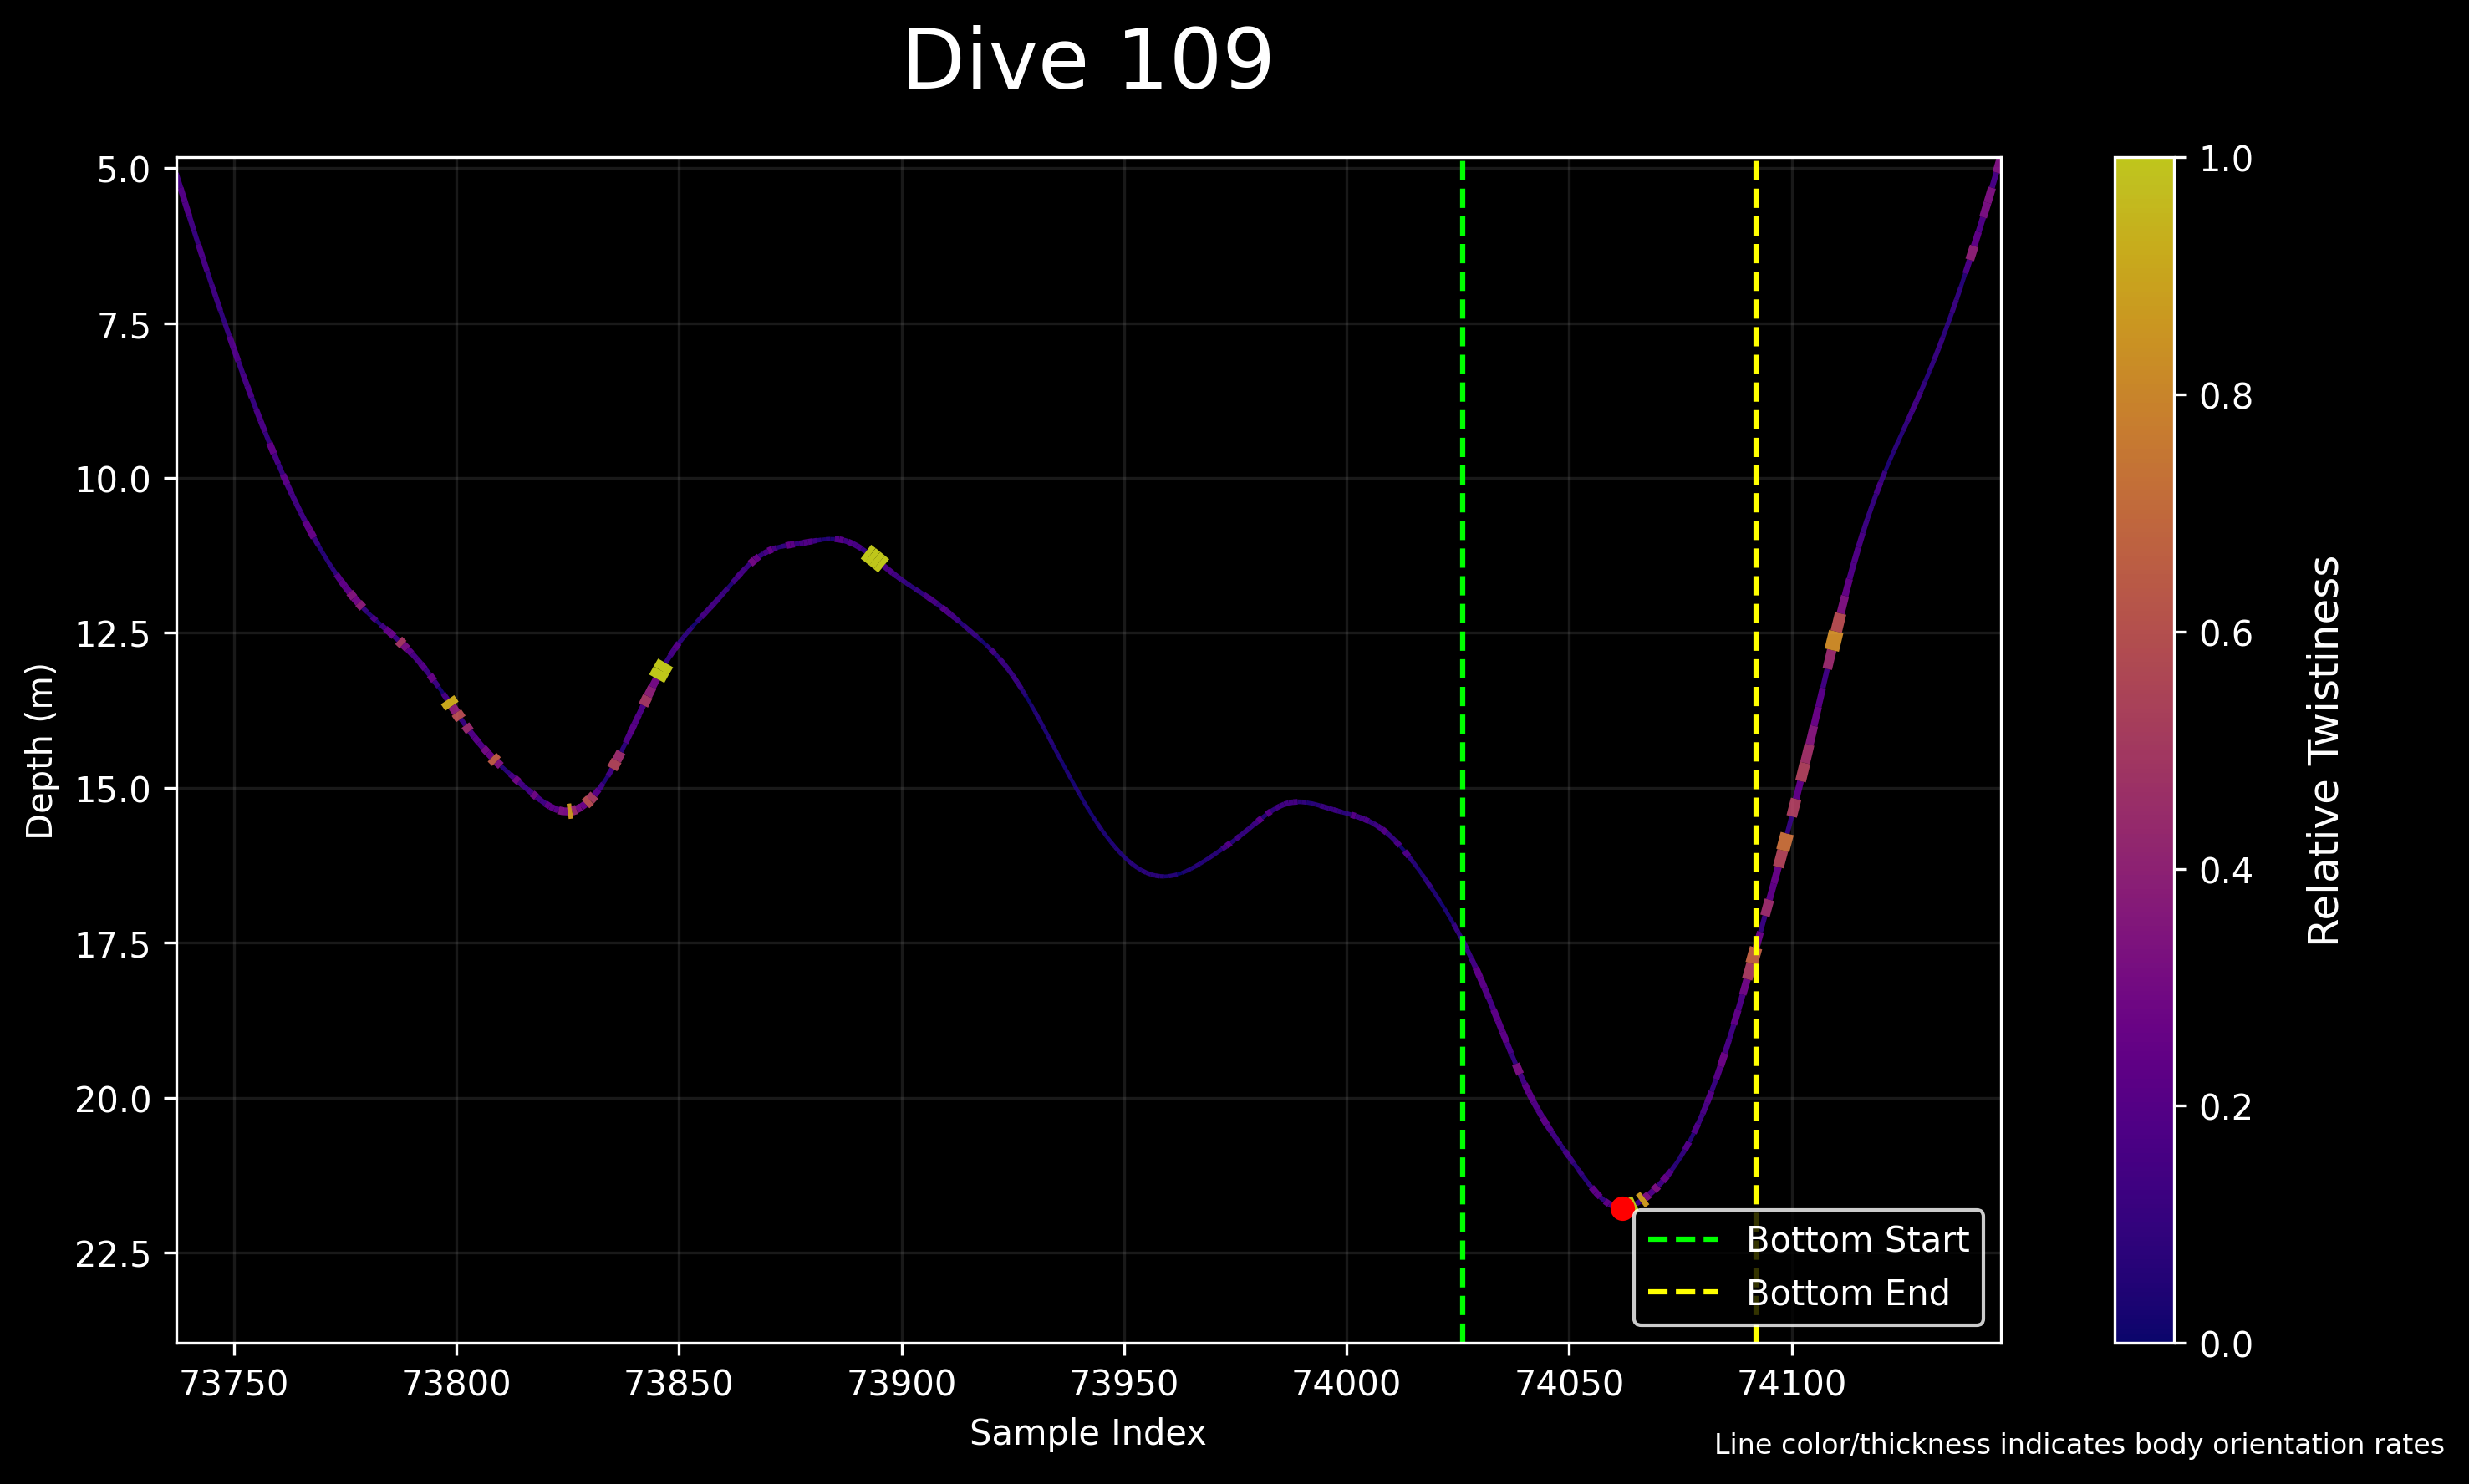 Dive 109
Depth (m)
5.0
7.5
10.0
12.5
15.0
17.5
20.0
22.5
73750 73800 73850 73900 73950 74000 74050 74100
Sample Index
Bottom Start
Bottom End
1.0
0.8
0.6
0.4
0.2
0.0
Relative Twistiness
Line color/thickness indicates body orientation rates